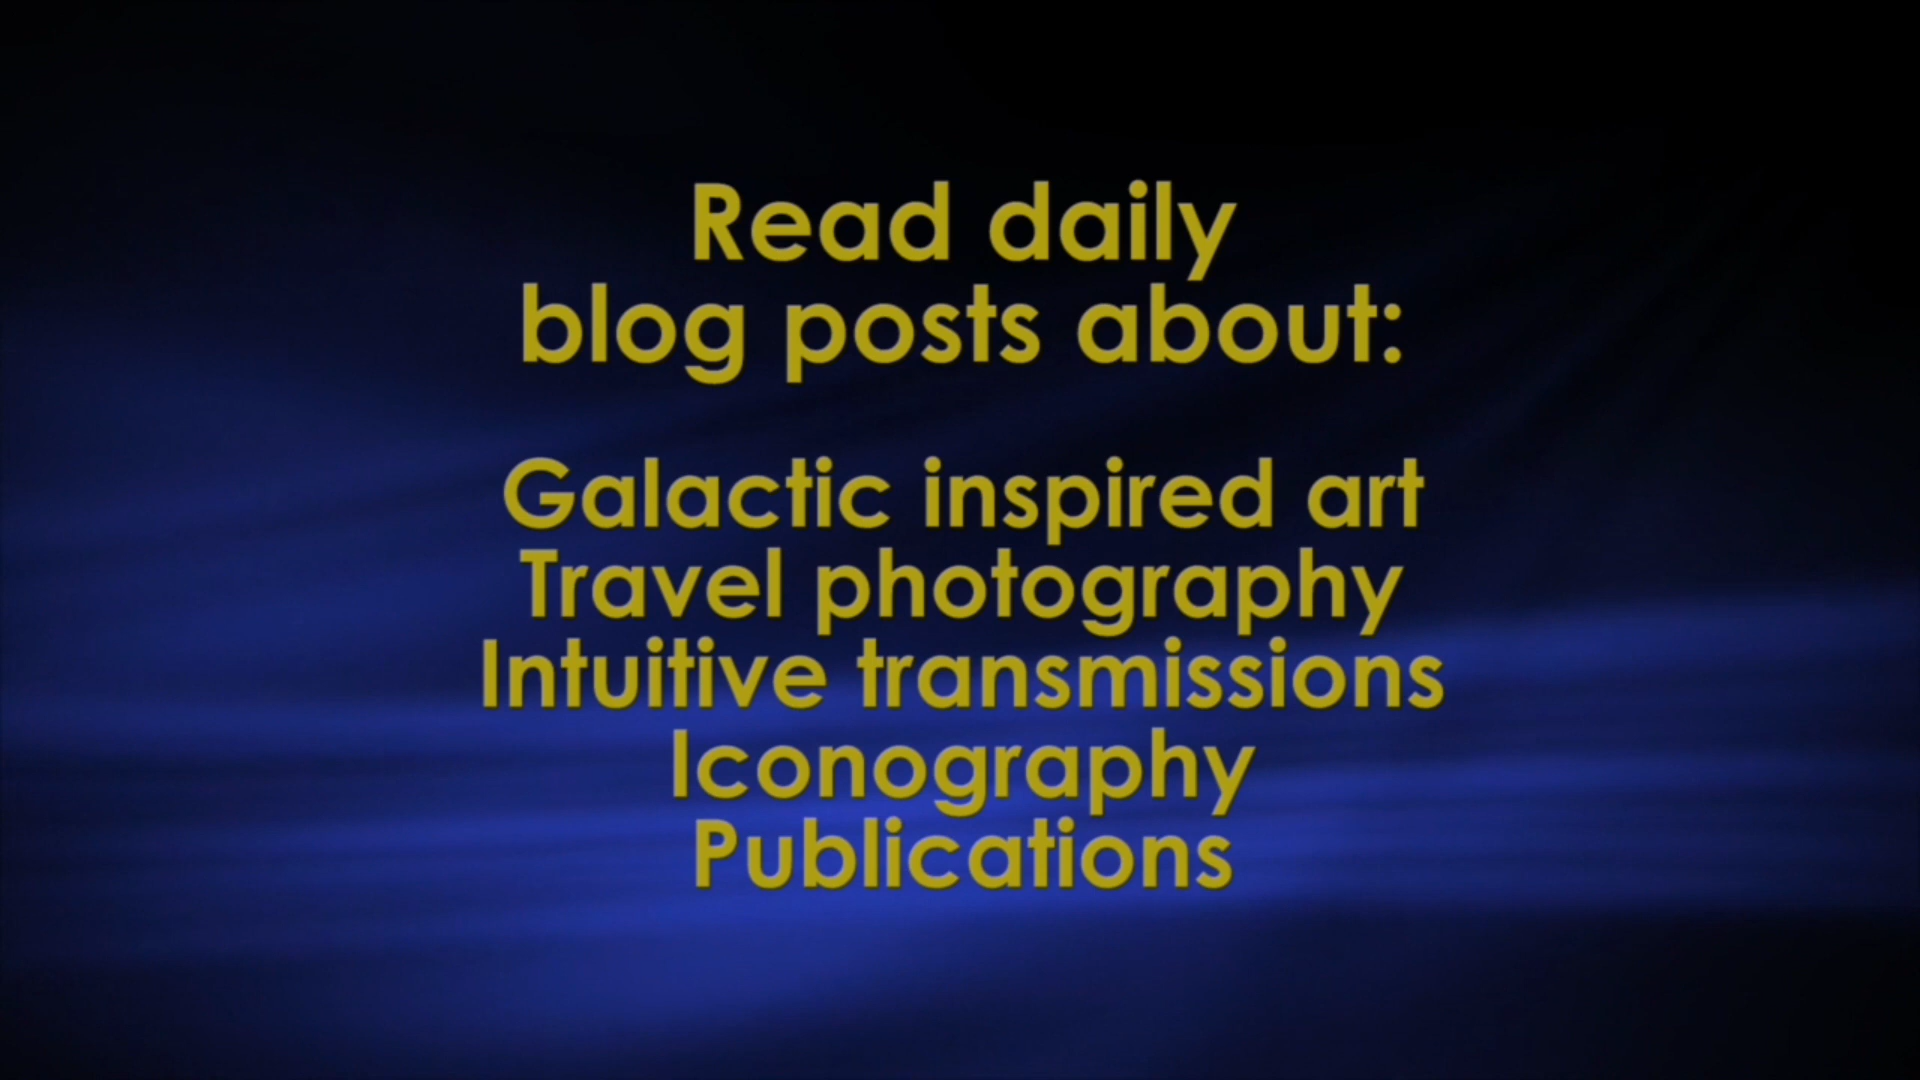 Read daily
blog posts about:
Galactic inspired art
Travel photography
Intuitive transmissions
Iconography
Publications